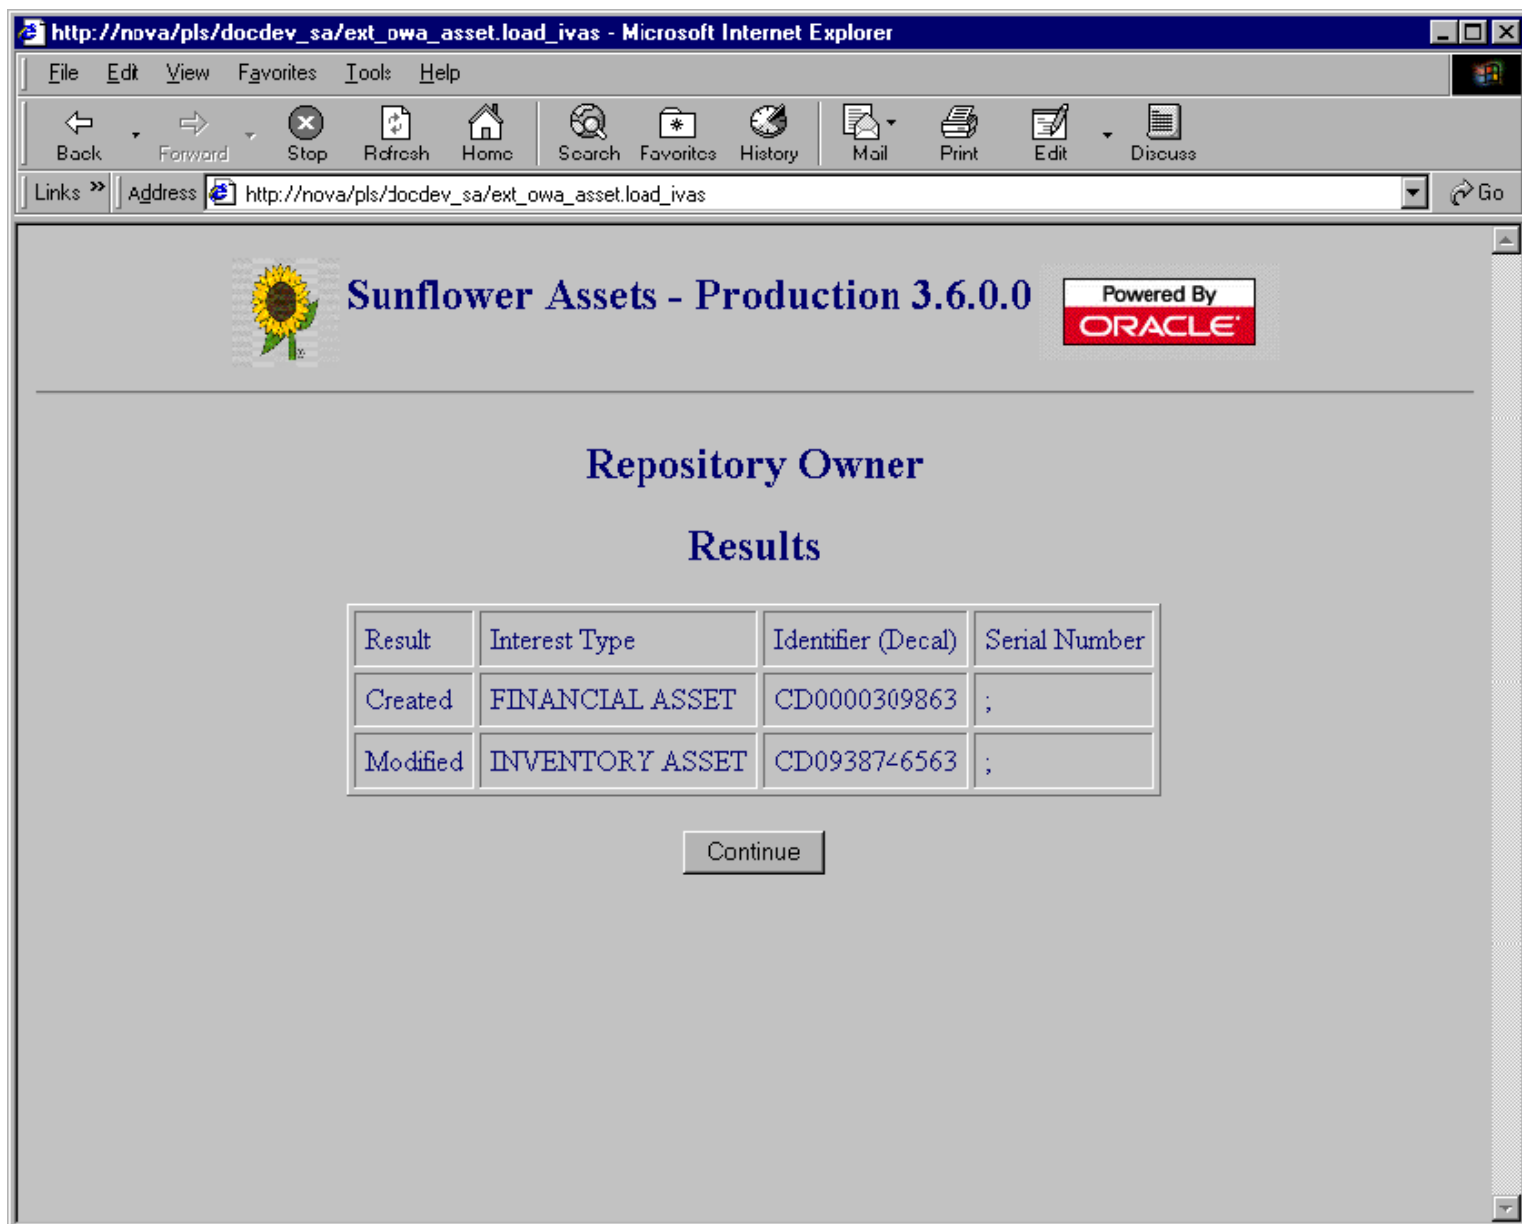 http://nova/pls/docdev_sa/ext_owa_asset.load_ivas - Microsoft Internet Explorer
File Edit View Favorites Tools Help
Back Forward Stop Refresh Home Search Favorites History Mail Print Edit Discuss
Links » Address http://nova/pls/docdev_sa/ext_owa_asset.load_ivas Go
Sunflower Assets - Production 3.6.0.0
Powered By
ORACLE
Repository Owner
Results
Result Interest Type Identifier (Decal) Serial Number
Created FINANCIAL ASSET CD0000309863 ;
Modified INVENTORY ASSET CD0938746563 ;
Continue